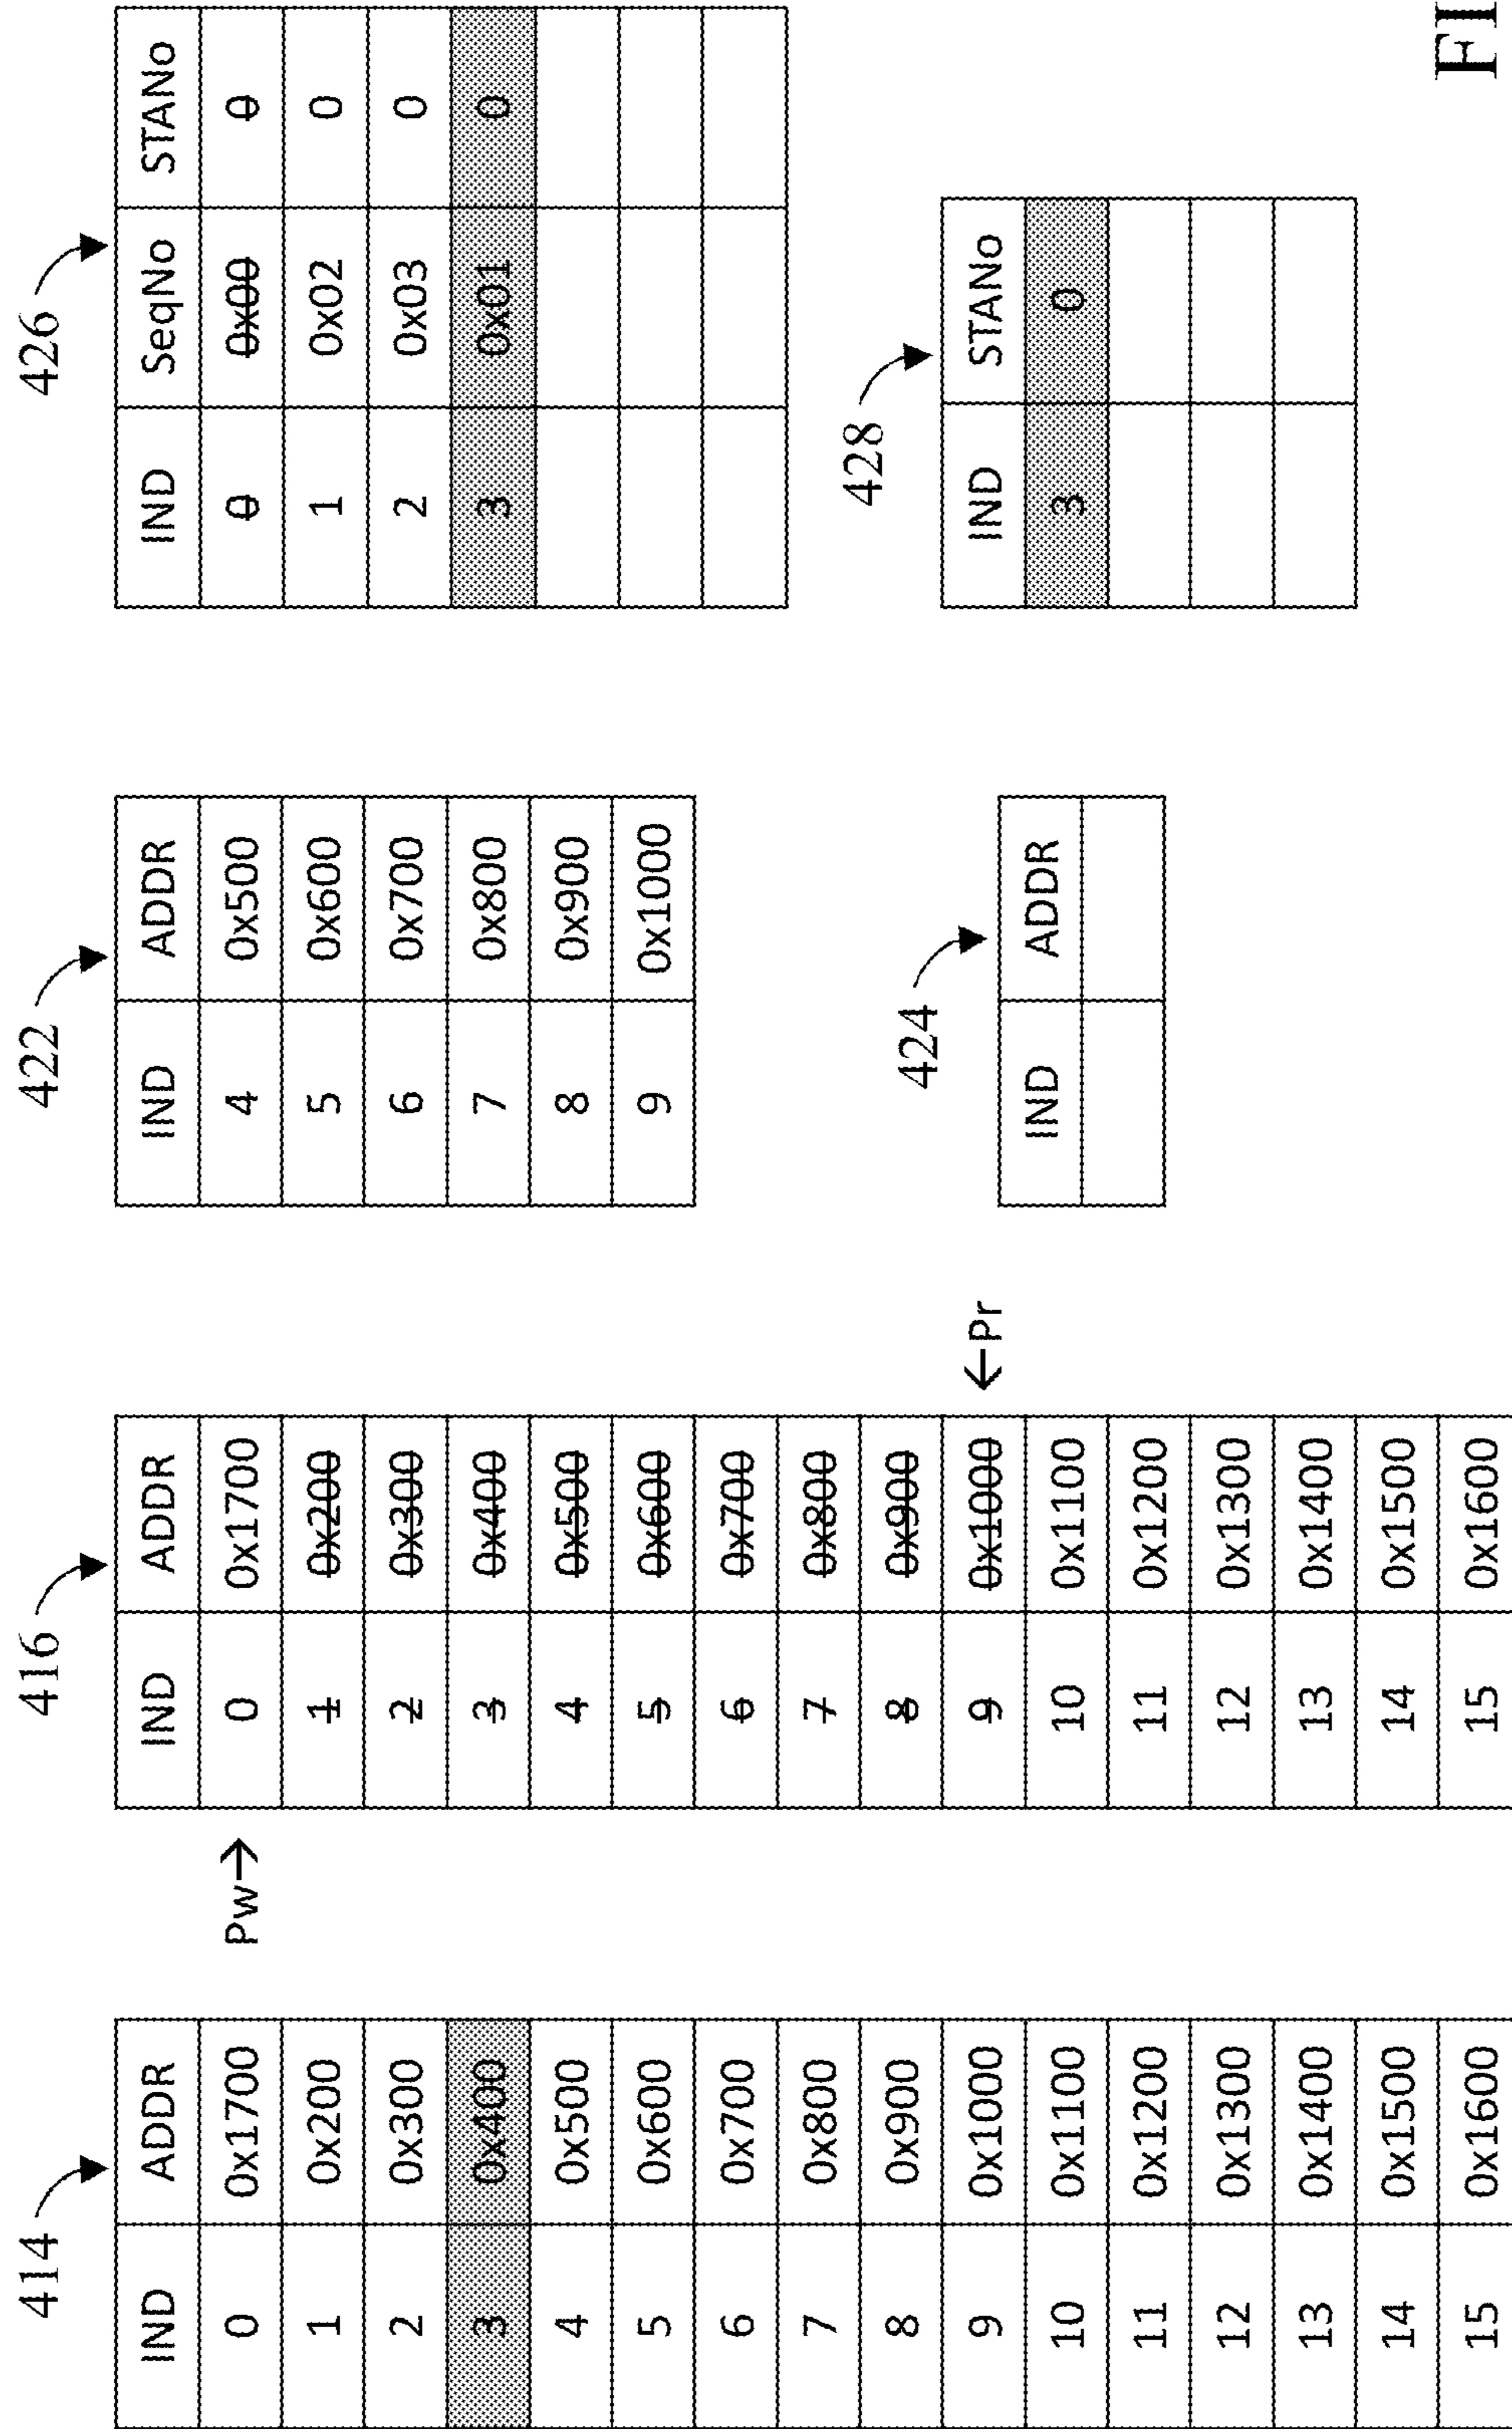 414
IND ADDR
0 0x1700
1 0x200
2 0x300
3 0x400
4 0x500
5 0x600
6 0x700
7 0x800
8 0x900
9 0x1000
10 0x1100
11 0x1200
12 0x1300
13 0x1400
14 0x1500
15 0x1600
Pw→
416
IND ADDR
0 0x1700
1 0x200
2 0x300
3 0x400
4 0x500
5 0x600
6 0x700
7 0x800
8 0x900
9 0x1000
10 0x1100
11 0x1200
12 0x1300
13 0x1400
14 0x1500
15 0x1600
←Pr
422
IND ADDR
4 0x500
5 0x600
6 0x700
7 0x800
8 0x900
9 0x1000
424
IND ADDR
426
IND SeqNo STANo
0 0x00 0
1 0x02 0
2 0x03 0
3 0x01 0
428
IND STANo
3 0
FI